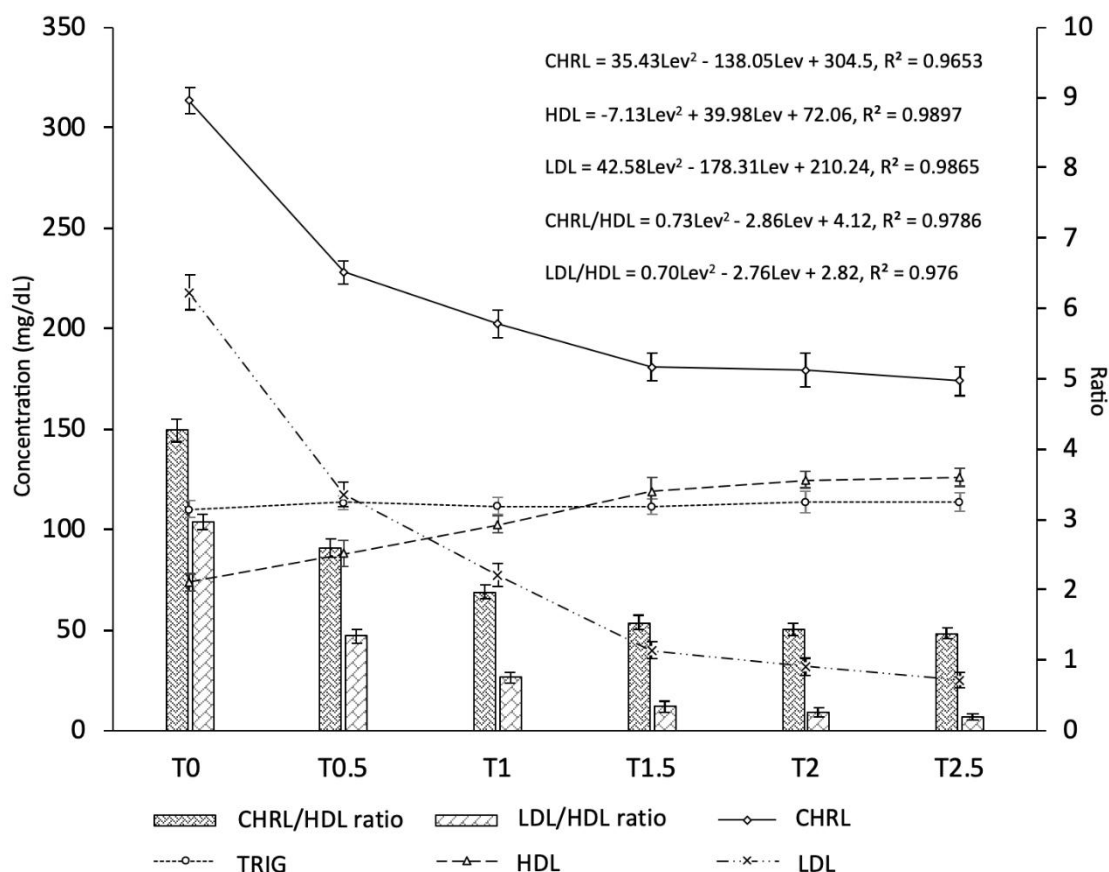 350
300
250
200
150
100
50
0
Concentration (mg/dL)
10
9
8
7
6
5
4
3
2
1
0
Ratio
CHRL = 35.43Lev² - 138.05Lev + 304.5, R² = 0.9653
HDL = -7.13Lev² + 39.98Lev + 72.06, R² = 0.9897
LDL = 42.58Lev² - 178.31Lev + 210.24, R² = 0.9865
CHRL/HDL = 0.73Lev² - 2.86Lev + 4.12, R² = 0.9786
LDL/HDL = 0.70Lev² - 2.76Lev + 2.82, R² = 0.976
T0 T0.5 T1 T1.5 T2 T2.5
CHRL/HDL ratio LDL/HDL ratio CHRL
TRIG HDL LDL